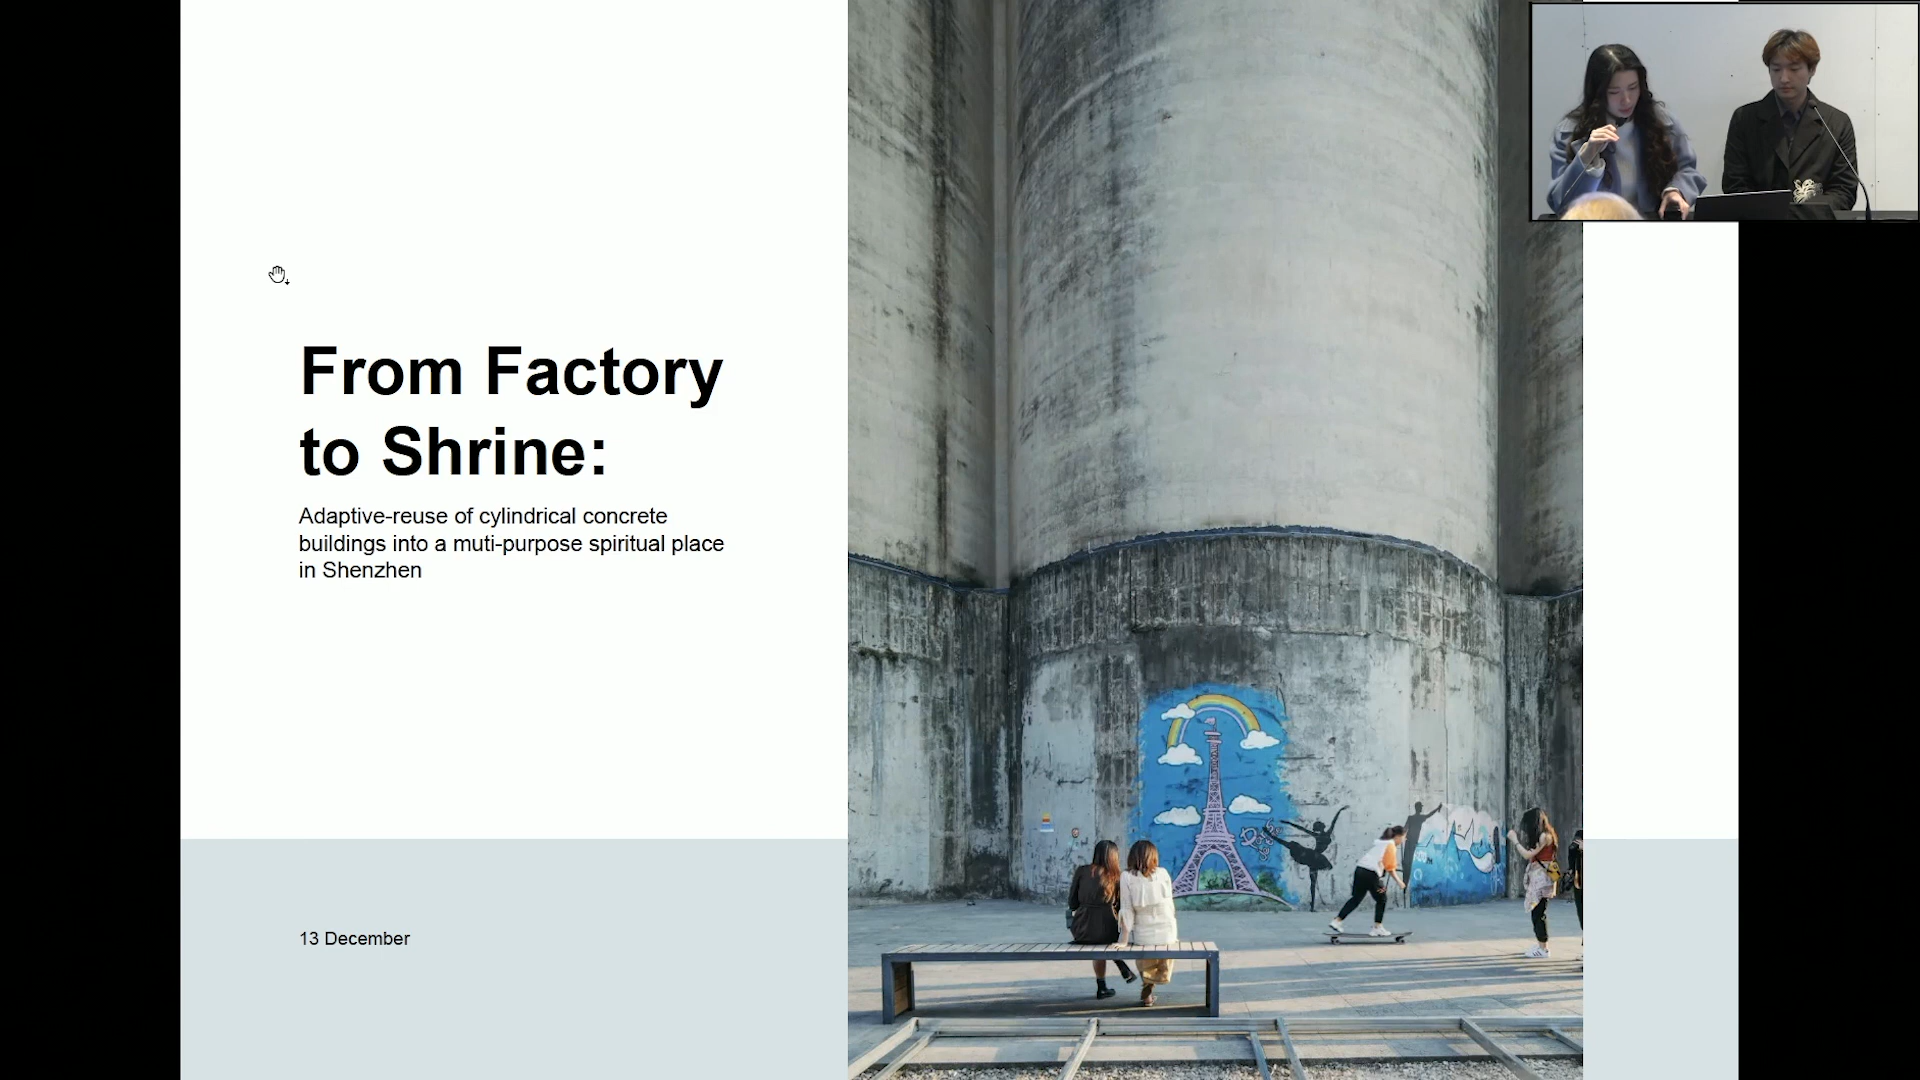 From Factory
to Shrine:
Adaptive-reuse of cylindrical concrete
buildings into a muti-purpose spiritual place
in Shenzhen
13 December